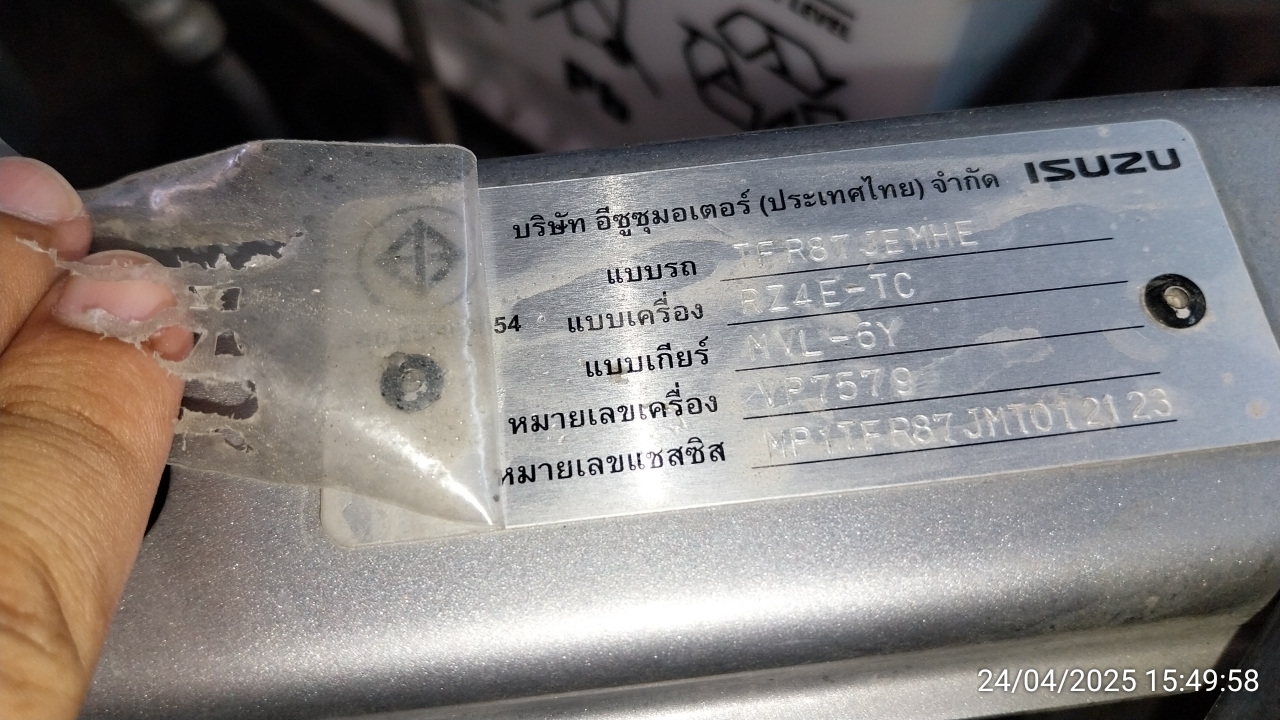 ISUZU
บริษัท อีซูซุมอเตอร์ (ประเทศไทย) จำกัด
แบบรถ TFR87JEMHE
54 แบบเครื่อง RZ4E-TC
แบบเกียร์ MVL-6Y
หมายเลขเครื่อง VP7579
หมายเลขแชสซิส MP1TFR87JMT012123
24/04/2025 15:49:58